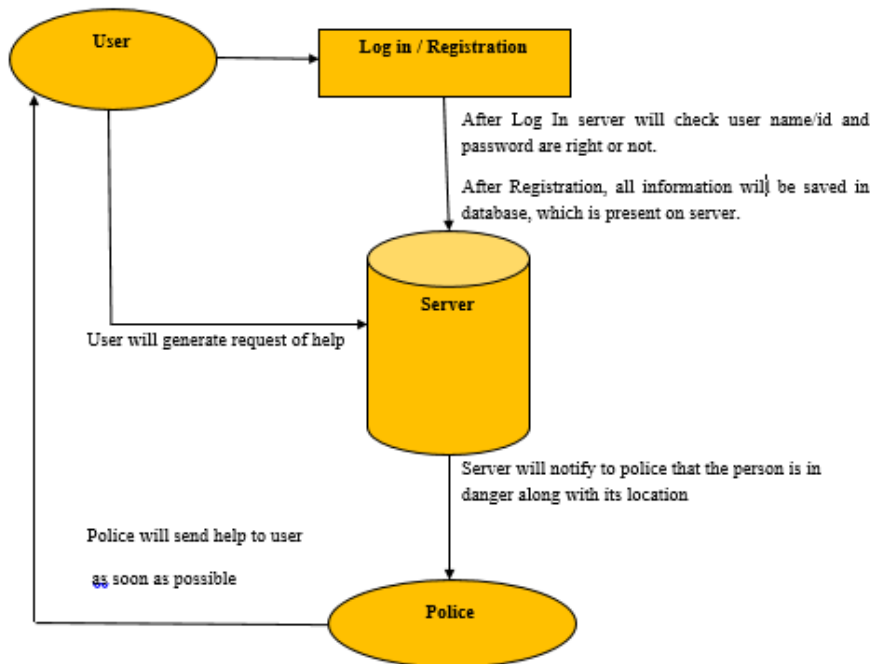 User
Log in / Registration
After Log In server will check user name/id and
password are right or not.
After Registration, all information will be saved in
database, which is present on server.
Server
User will generate request of help
Server will notify to police that the person is in
danger along with its location
Police will send help to user
as soon as possible
Police